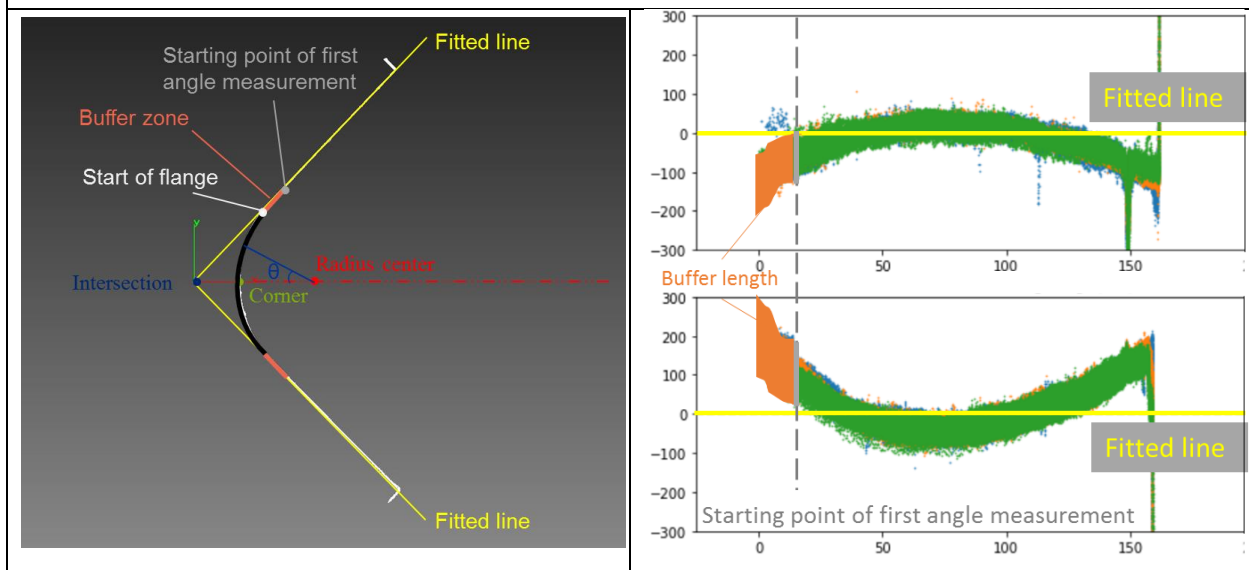 Fitted line
Starting point of first
angle measurement
Buffer zone
Start of flange
y
θ
Radius center
Intersection
Corner
Fitted line
300
200
100
0
−100
−200
−300
Fitted line
0
50
100
150
Buffer length
300
200
100
0
−100
−200
−300
Fitted line
Starting point of first angle measurement
0
50
100
150